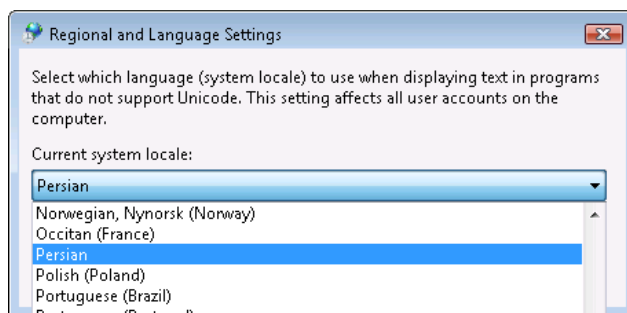 Regional and Language Settings
Select which language (system locale) to use when displaying text in programs
that do not support Unicode. This setting affects all user accounts on the
computer.
Current system locale:
Persian
Norwegian, Nynorsk (Norway)
Occitan (France)
Persian
Polish (Poland)
Portuguese (Brazil)